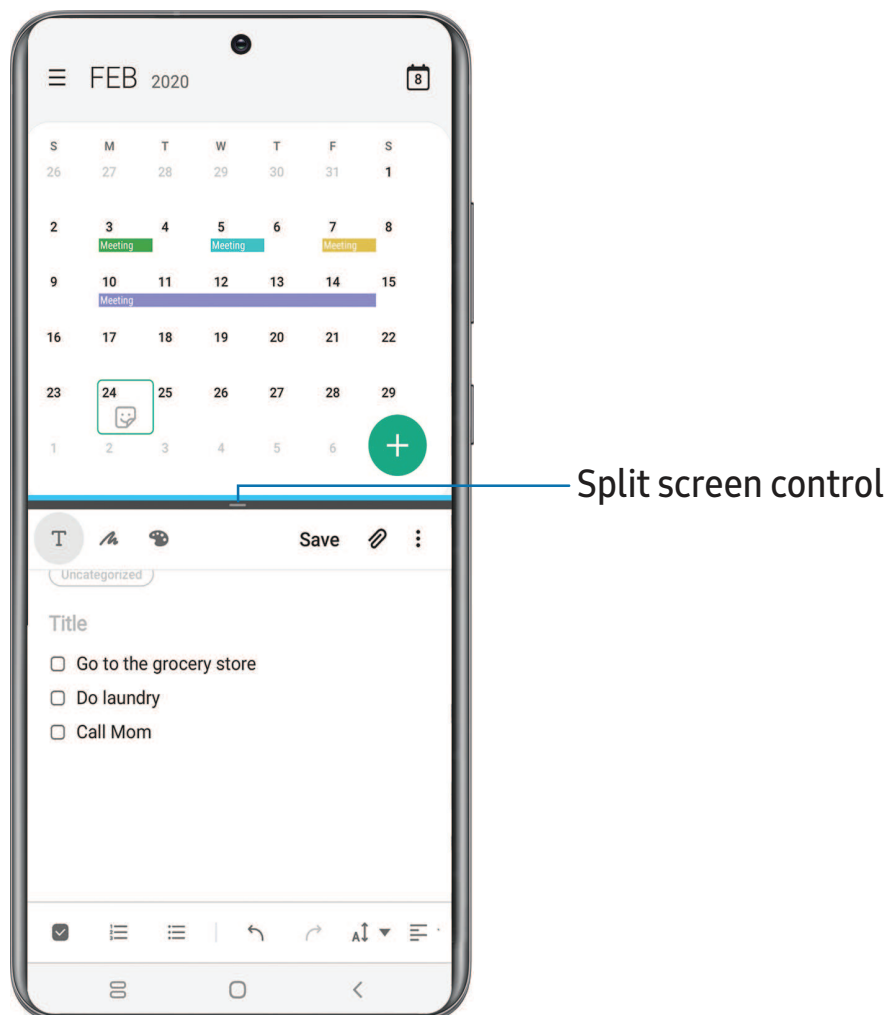 FEB 2020
8
S M T W T F S
26 27 28 29 30 31 1
2 3 4 5 6 7 8
Meeting Meeting Meeting
9 10 11 12 13 14 15
Meeting
16 17 18 19 20 21 22
23 24 25 26 27 28 29
1 2 3 4 5 6
Split screen control
T Save
Uncategorized
Title
Go to the grocery store
Do laundry
Call Mom
A